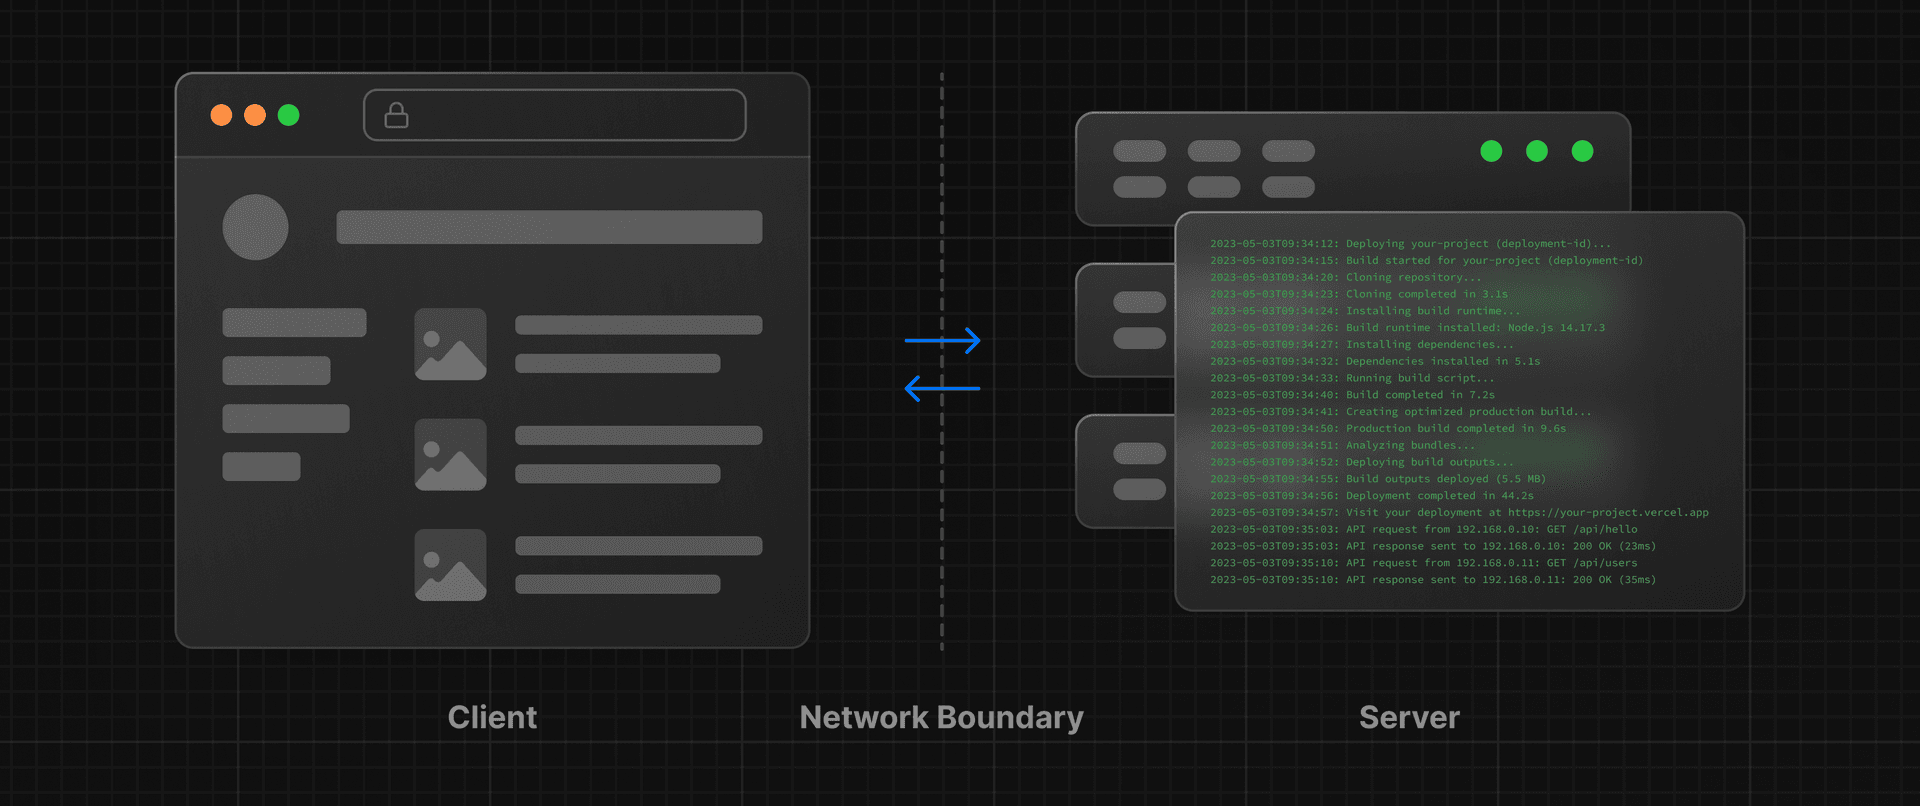 2023-05-03T09:34:12: Deploying your-project (deployment-id)...
2023-05-03T09:34:15: Build started for your-project (deployment-id)
2023-05-03T09:34:20: Cloning repository...
2023-05-03T09:34:23: Cloning completed in 3.1s
2023-05-03T09:34:24: Installing build runtime...
2023-05-03T09:34:26: Build runtime installed: Node.js 14.17.3
2023-05-03T09:34:27: Installing dependencies...
2023-05-03T09:34:32: Dependencies installed in 5.1s
2023-05-03T09:34:33: Running build script...
2023-05-03T09:34:40: Build completed in 7.2s
2023-05-03T09:34:41: Creating optimized production build...
2023-05-03T09:34:50: Production build completed in 9.6s
2023-05-03T09:34:51: Analyzing bundles...
2023-05-03T09:34:52: Deploying build outputs...
2023-05-03T09:34:55: Build outputs deployed (5.5 MB)
2023-05-03T09:34:56: Deployment completed in 44.2s
2023-05-03T09:34:57: Visit your deployment at https://your-project.vercel.app
2023-05-03T09:35:03: API request from 192.168.0.10: GET /api/hello
2023-05-03T09:35:03: API response sent to 192.168.0.10: 200 OK (23ms)
2023-05-03T09:35:10: API request from 192.168.0.11: GET /api/users
2023-05-03T09:35:10: API response sent to 192.168.0.11: 200 OK (35ms)
Client
Network Boundary
Server